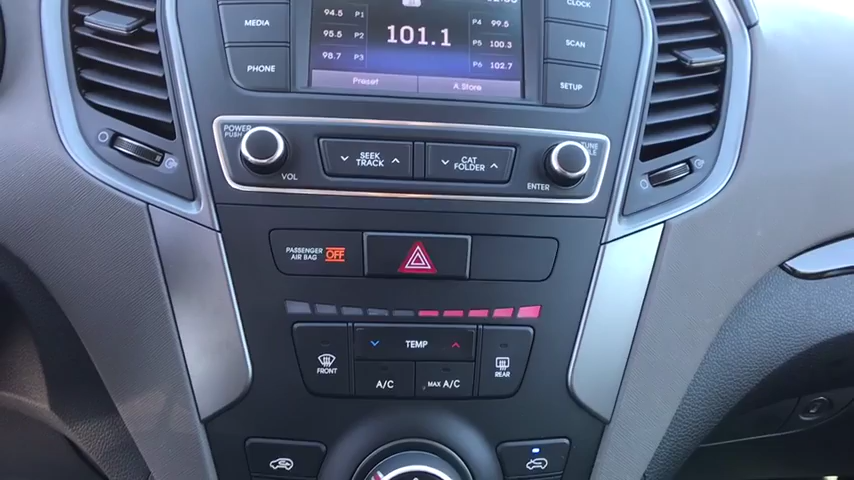 MEDIA
PHONE
94.5 P1
95.5 P2
98.7 P3
101.1
P4 99.5
P5 100.3
P6 102.7
Preset
A.Store
CLOCK
SCAN
SETUP
POWER
PUSH
VOL
SEEK
TRACK
CAT
FOLDER
TUNE
ENTER
PASSENGER
AIR BAG
OFF
TEMP
FRONT
A/C
MAX A/C
REAR